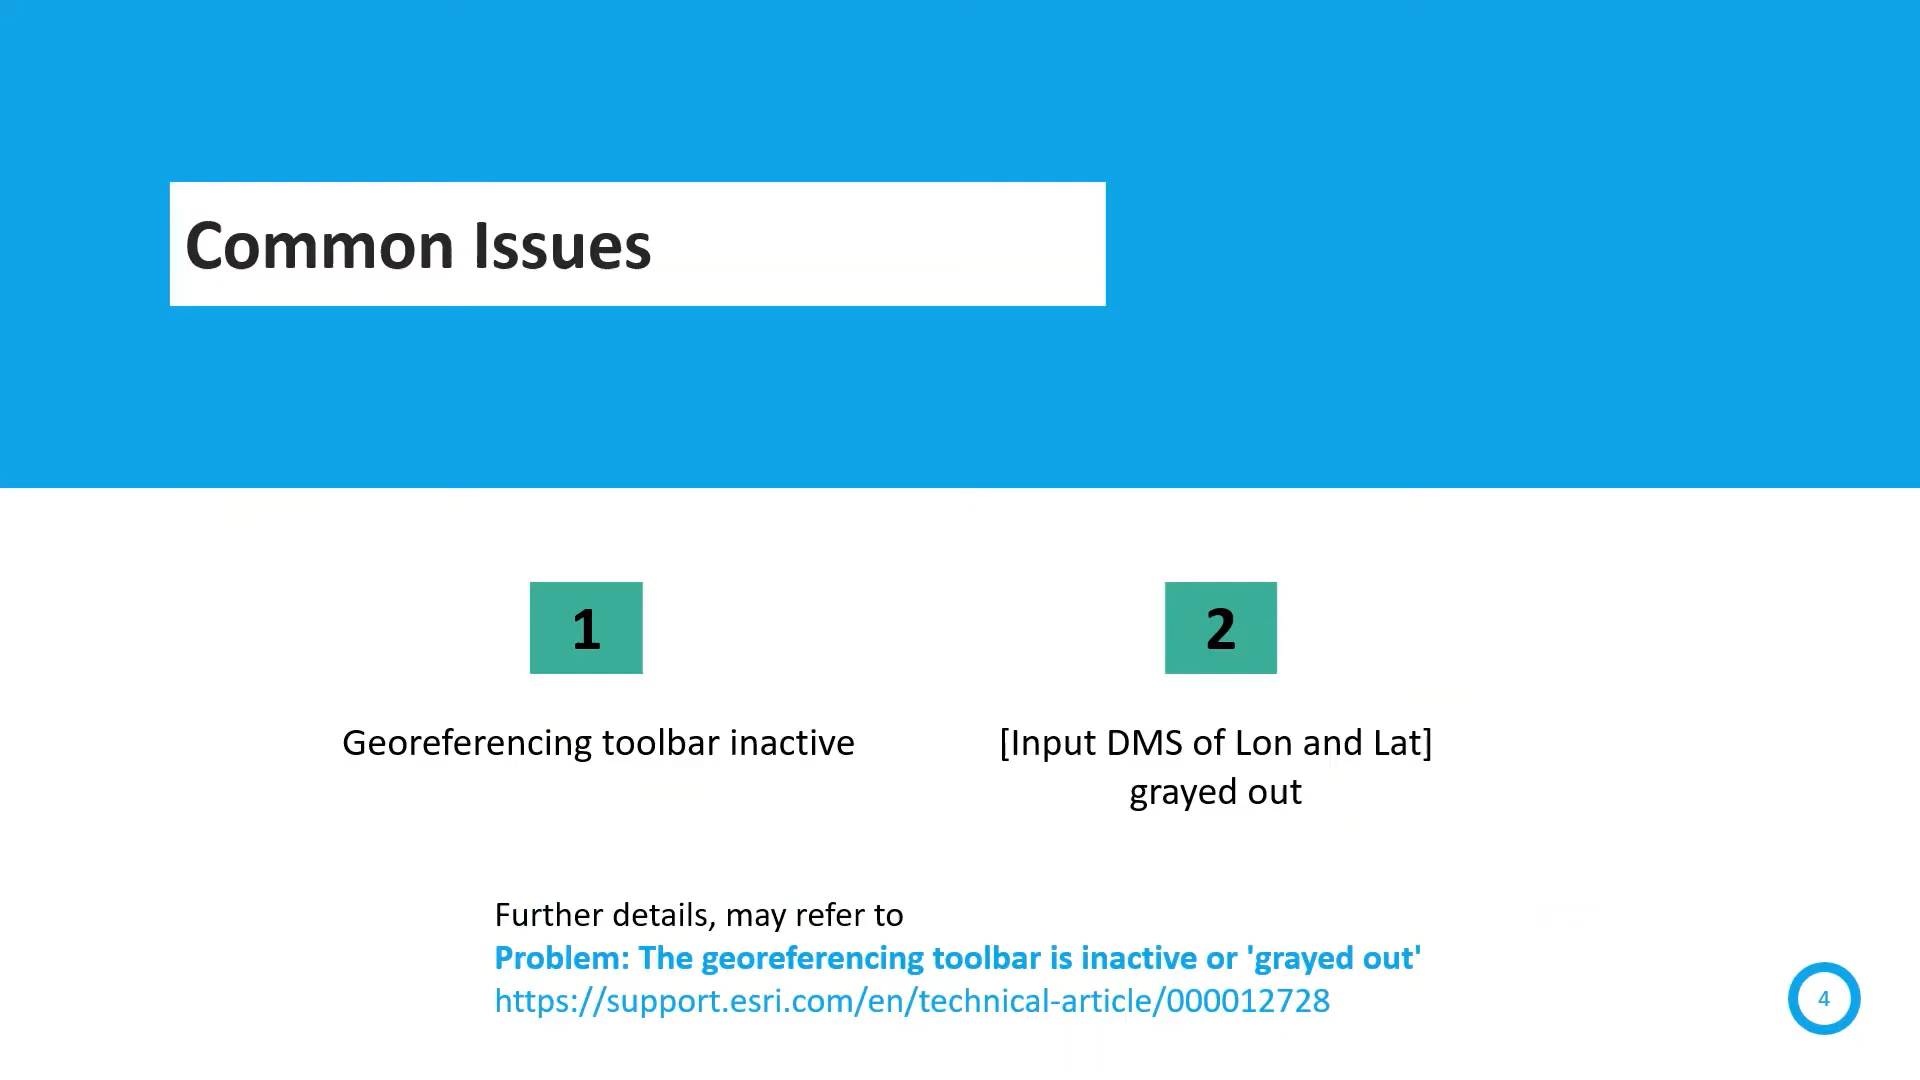 Common Issues
1
Georeferencing toolbar inactive
2
[Input DMS of Lon and Lat]
grayed out
Further details, may refer to
Problem: The georeferencing toolbar is inactive or 'grayed out'
https://support.esri.com/en/technical-article/000012728
4